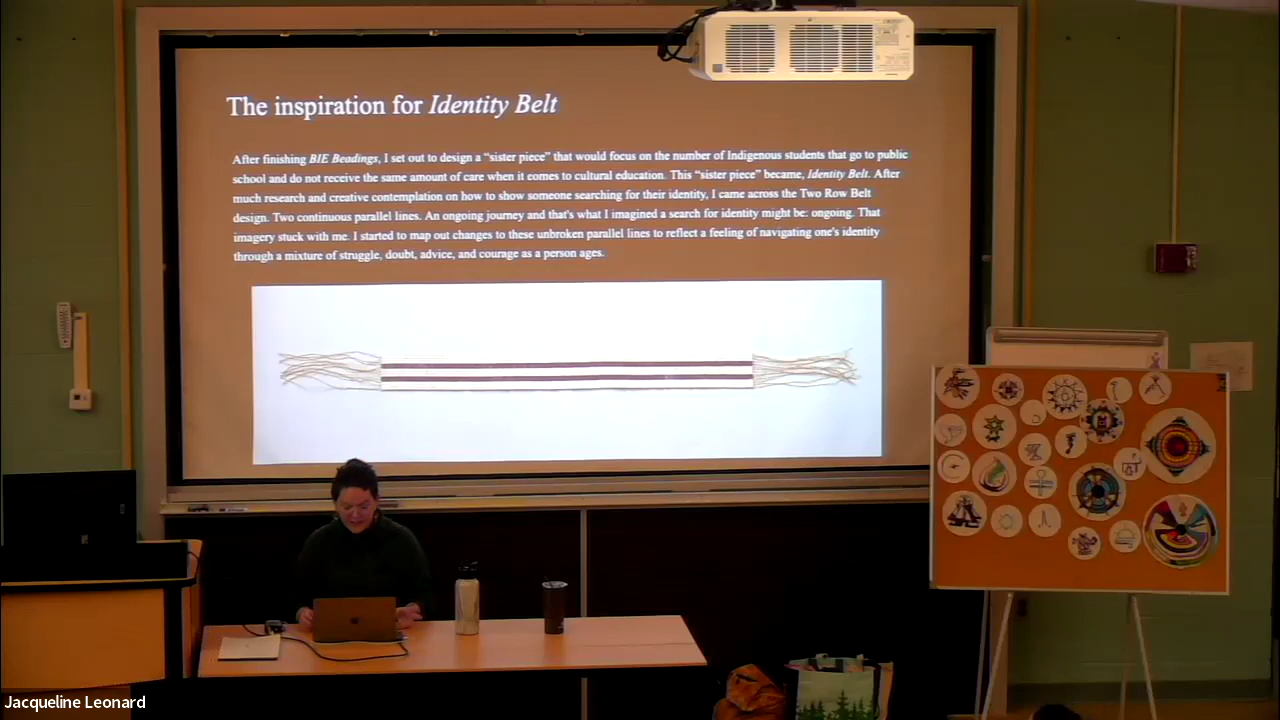 The inspiration for Identity Belt
After finishing BIE Beadings, I set out to design a “sister piece” that would focus on the number of Indigenous students that go to public
school and do not receive the same amount of care when it comes to cultural education. This “sister piece” became, Identity Belt. After
much research and creative contemplation on how to show someone searching for their identity, I came across the Two Row Belt
design. Two continuous parallel lines. An ongoing journey and that's what I imagined a search for identity might be: ongoing. That
imagery stuck with me. I started to map out changes to these unbroken parallel lines to reflect a feeling of navigating one's identity
through a mixture of struggle, doubt, advice, and courage as a person ages.
Jacqueline Leonard